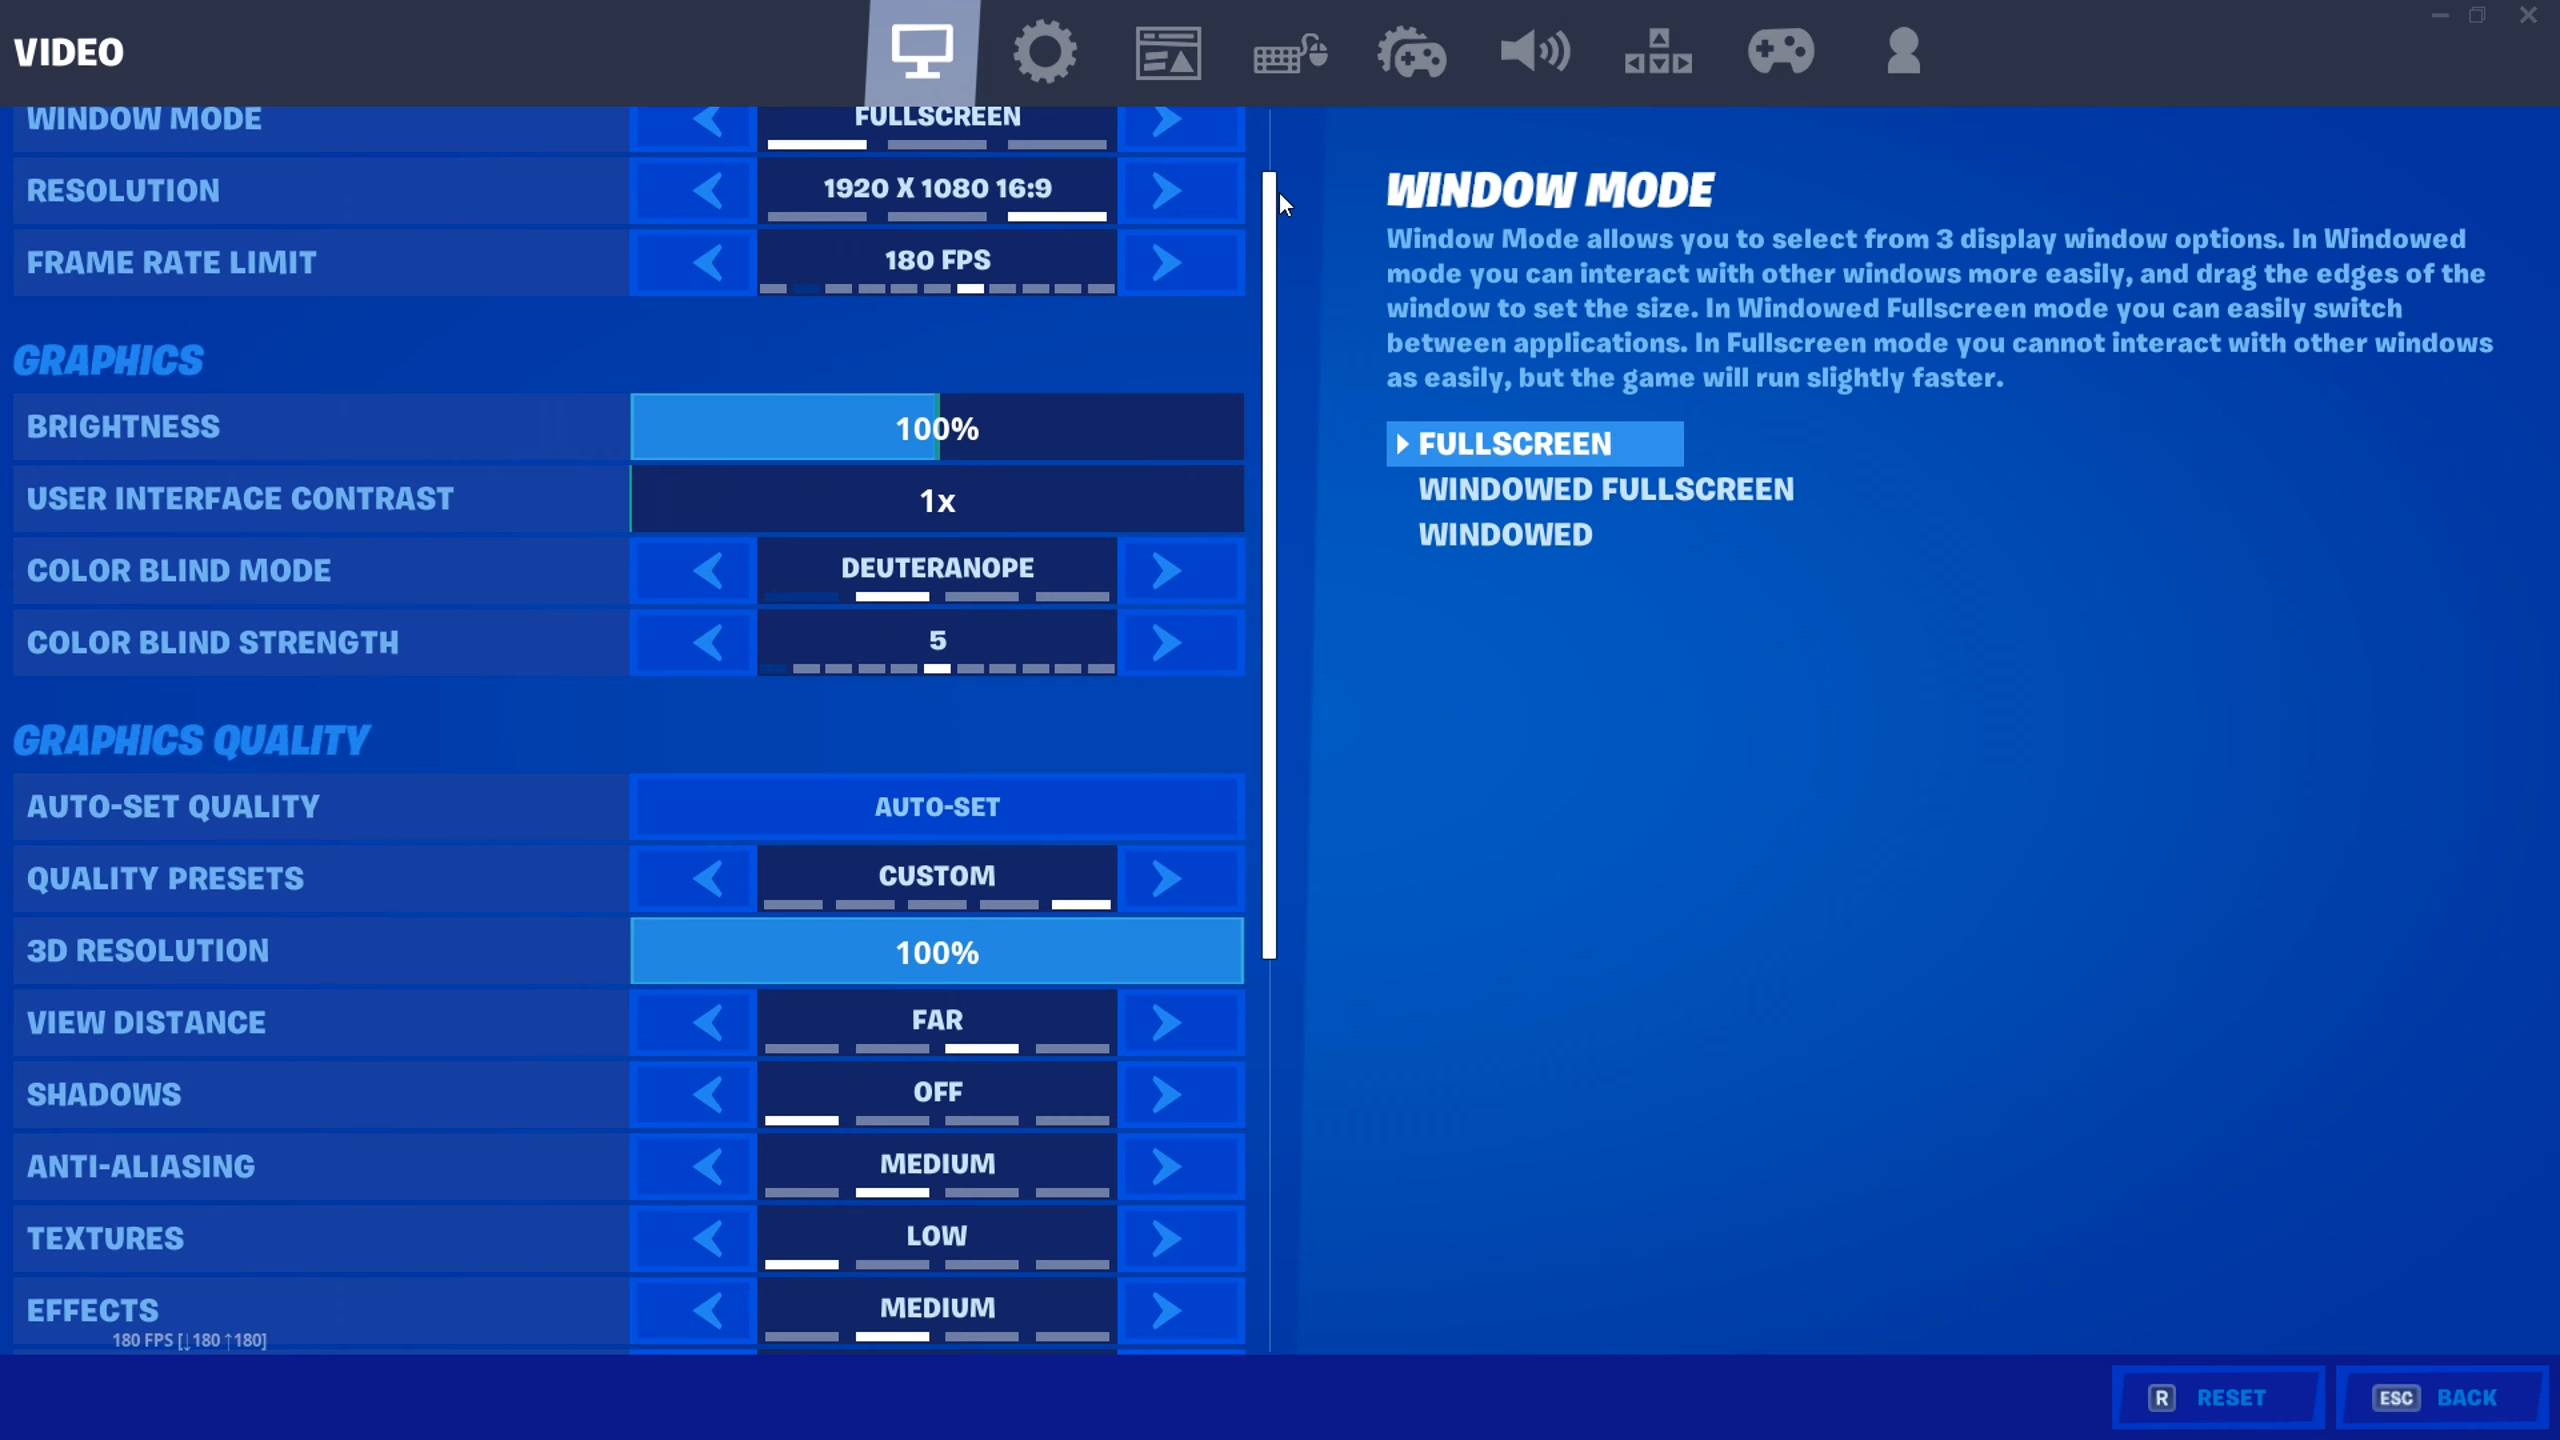 VIDEO
WINDOW MODE
FULLSCREEN
RESOLUTION
1920 X 1080 16:9
FRAME RATE LIMIT
180 FPS
GRAPHICS
BRIGHTNESS
100%
USER INTERFACE CONTRAST
1x
COLOR BLIND MODE
DEUTERANOPE
COLOR BLIND STRENGTH
5
GRAPHICS QUALITY
AUTO-SET QUALITY
AUTO-SET
QUALITY PRESETS
CUSTOM
3D RESOLUTION
100%
VIEW DISTANCE
FAR
SHADOWS
OFF
ANTI-ALIASING
MEDIUM
TEXTURES
LOW
EFFECTS
MEDIUM
180 FPS [↓180 ↑180]
WINDOW MODE
Window Mode allows you to select from 3 display window options. In Windowed
mode you can interact with other windows more easily, and drag the edges of the
window to set the size. In Windowed Fullscreen mode you can easily switch
between applications. In Fullscreen mode you cannot interact with other windows
as easily, but the game will run slightly faster.
FULLSCREEN
WINDOWED FULLSCREEN
WINDOWED
R RESET
ESC BACK